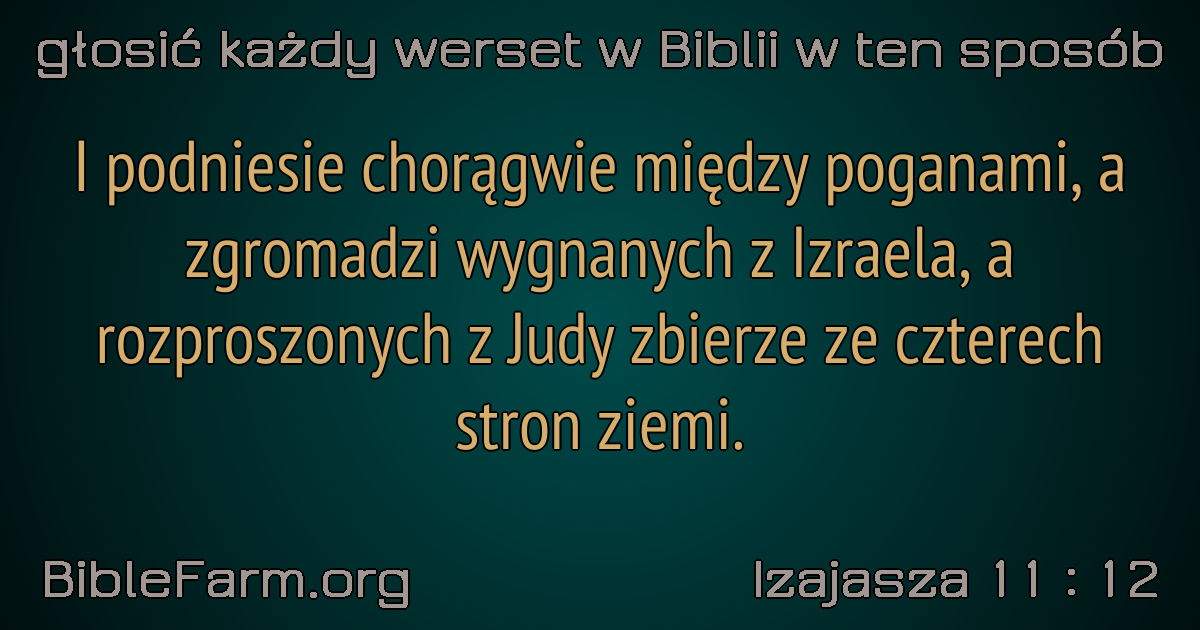 głosić każdy werset w Biblii w ten sposób
I podniesie chorągwie między poganami, a
zgromadzi wygnanych z Izraela, a
rozproszonych z Judy zbierze ze czterech
stron ziemi.
BibleFarm.org
Izajasza 11 : 12